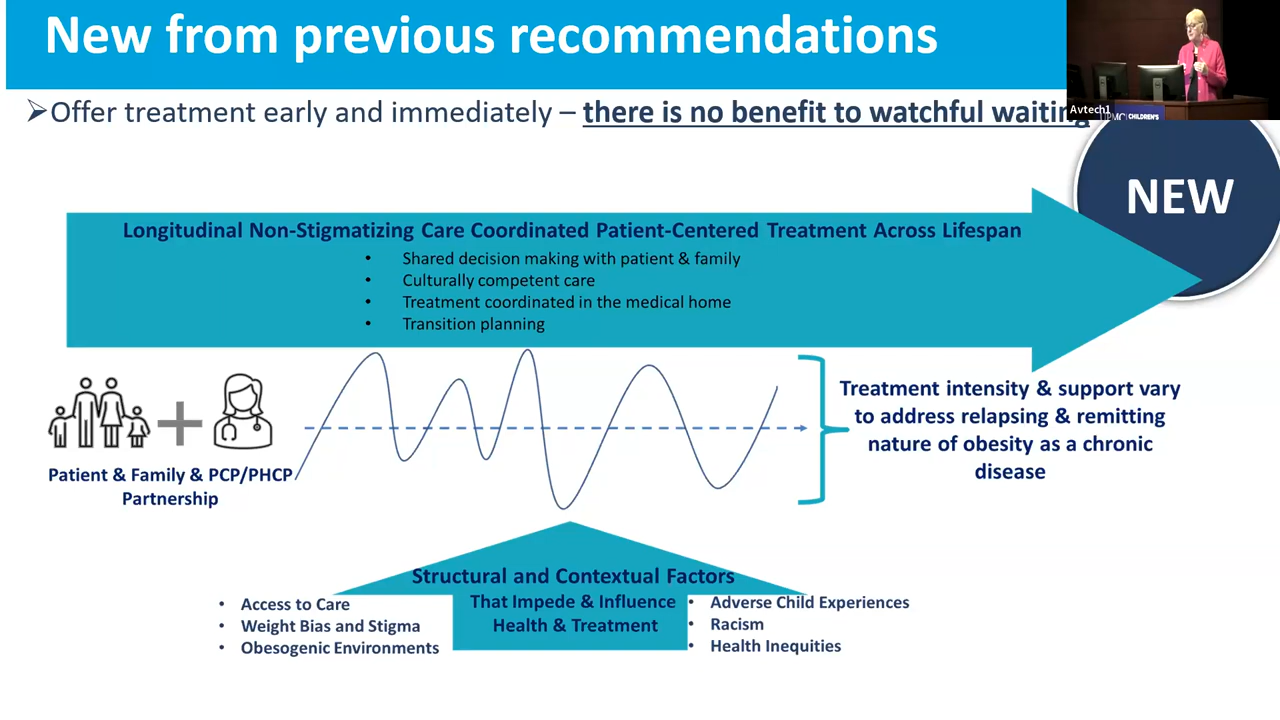 New from previous recommendations
➢Offer treatment early and immediately – there is no benefit to watchful waiting
Avtech1
UPMC CHILDREN'S
NEW
Longitudinal Non-Stigmatizing Care Coordinated Patient-Centered Treatment Across Lifespan
• Shared decision making with patient & family
• Culturally competent care
• Treatment coordinated in the medical home
• Transition planning
Patient & Family & PCP/PHCP
Partnership
Treatment intensity & support vary
to address relapsing & remitting
nature of obesity as a chronic
disease
Structural and Contextual Factors
That Impede & Influence
Health & Treatment
• Access to Care
• Weight Bias and Stigma
• Obesogenic Environments
• Adverse Child Experiences
• Racism
• Health Inequities